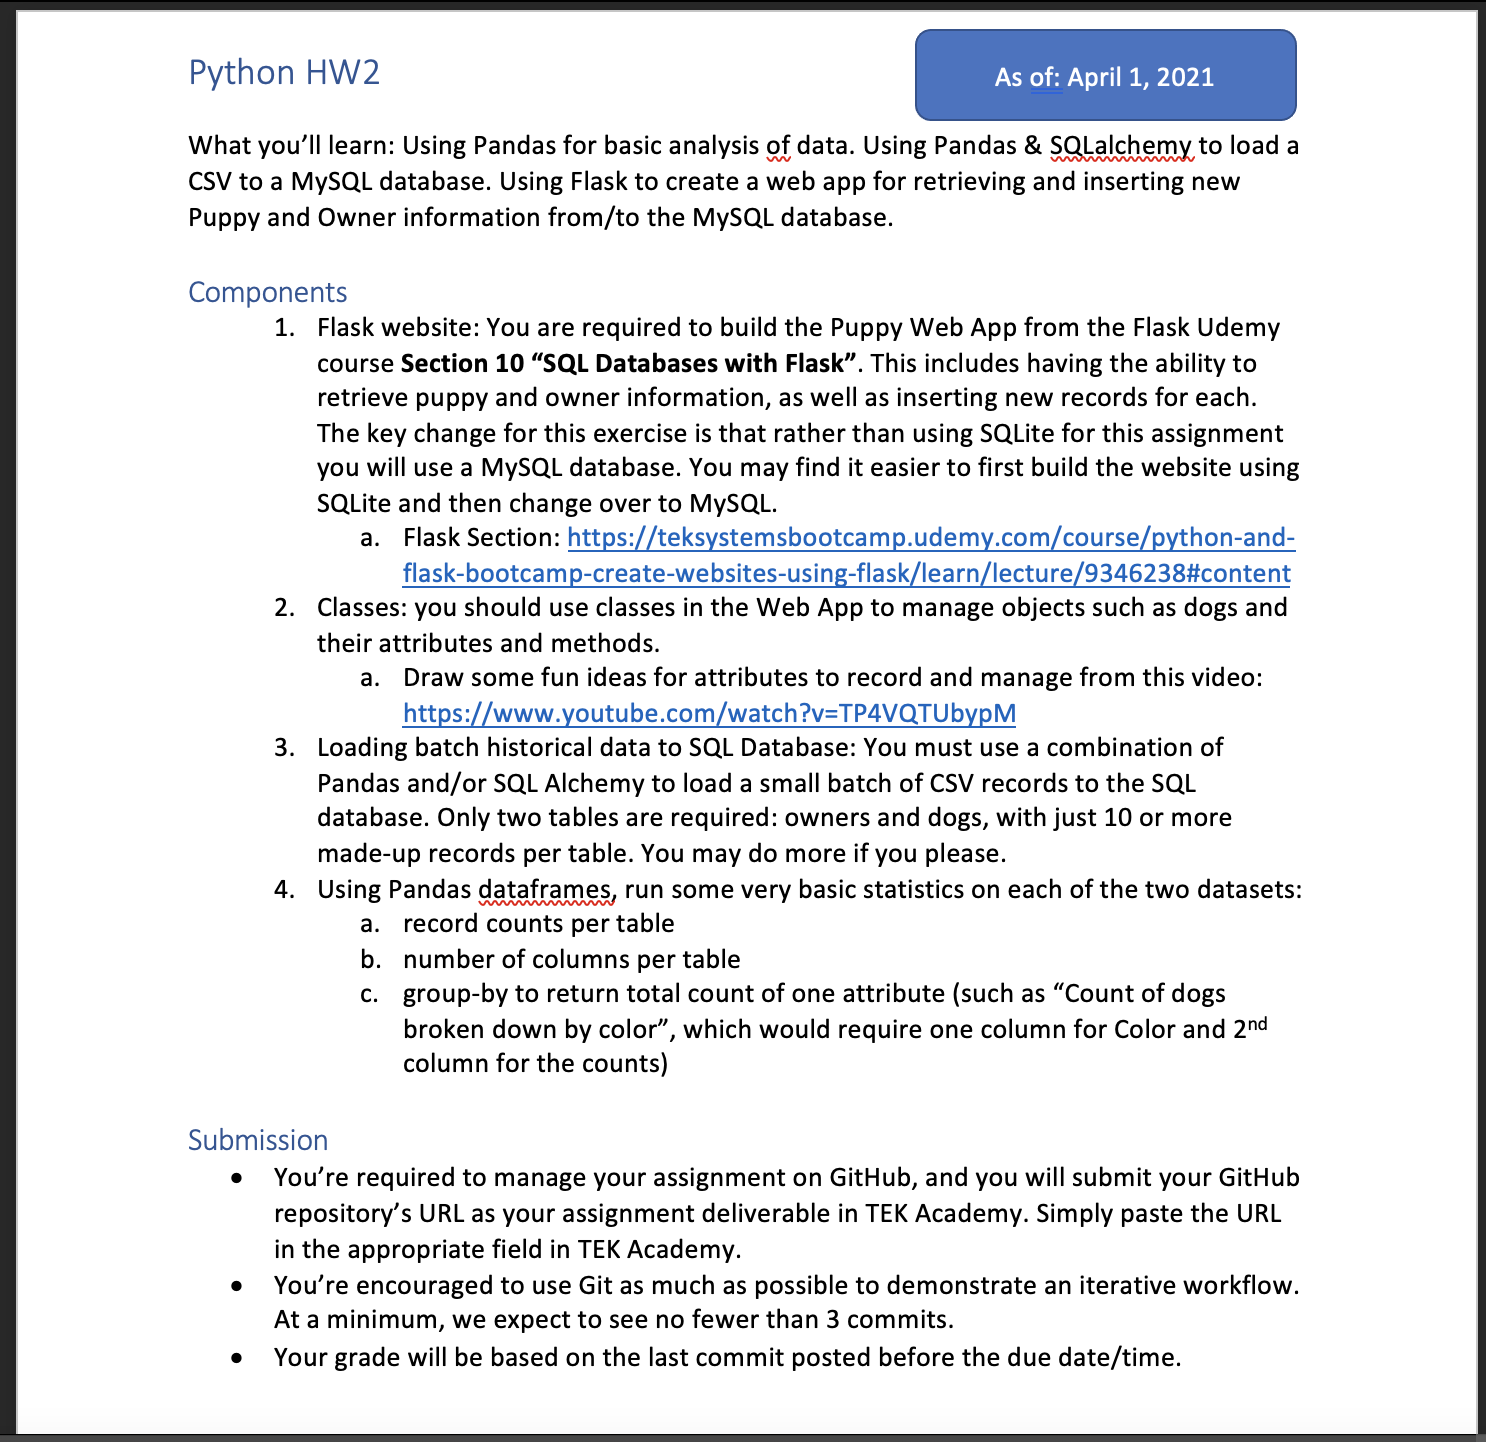 Python HW2
As of: April 1, 2021
What you’ll learn: Using Pandas for basic analysis of data. Using Pandas & SQLalchemy to load a
CSV to a MySQL database. Using Flask to create a web app for retrieving and inserting new
Puppy and Owner information from/to the MySQL database.
Components
1. Flask website: You are required to build the Puppy Web App from the Flask Udemy
course Section 10 “SQL Databases with Flask”. This includes having the ability to
retrieve puppy and owner information, as well as inserting new records for each.
The key change for this exercise is that rather than using SQLite for this assignment
you will use a MySQL database. You may find it easier to first build the website using
SQLite and then change over to MySQL.
a. Flask Section: https://teksystemsbootcamp.udemy.com/course/python-and-
flask-bootcamp-create-websites-using-flask/learn/lecture/9346238#content
2. Classes: you should use classes in the Web App to manage objects such as dogs and
their attributes and methods.
a. Draw some fun ideas for attributes to record and manage from this video:
https://www.youtube.com/watch?v=TP4VQTUbypM
3. Loading batch historical data to SQL Database: You must use a combination of
Pandas and/or SQL Alchemy to load a small batch of CSV records to the SQL
database. Only two tables are required: owners and dogs, with just 10 or more
made-up records per table. You may do more if you please.
4. Using Pandas dataframes, run some very basic statistics on each of the two datasets:
a. record counts per table
b. number of columns per table
c. group-by to return total count of one attribute (such as “Count of dogs
broken down by color”, which would require one column for Color and 2nd
column for the counts)
Submission
• You’re required to manage your assignment on GitHub, and you will submit your GitHub
repository’s URL as your assignment deliverable in TEK Academy. Simply paste the URL
in the appropriate field in TEK Academy.
• You’re encouraged to use Git as much as possible to demonstrate an iterative workflow.
At a minimum, we expect to see no fewer than 3 commits.
• Your grade will be based on the last commit posted before the due date/time.